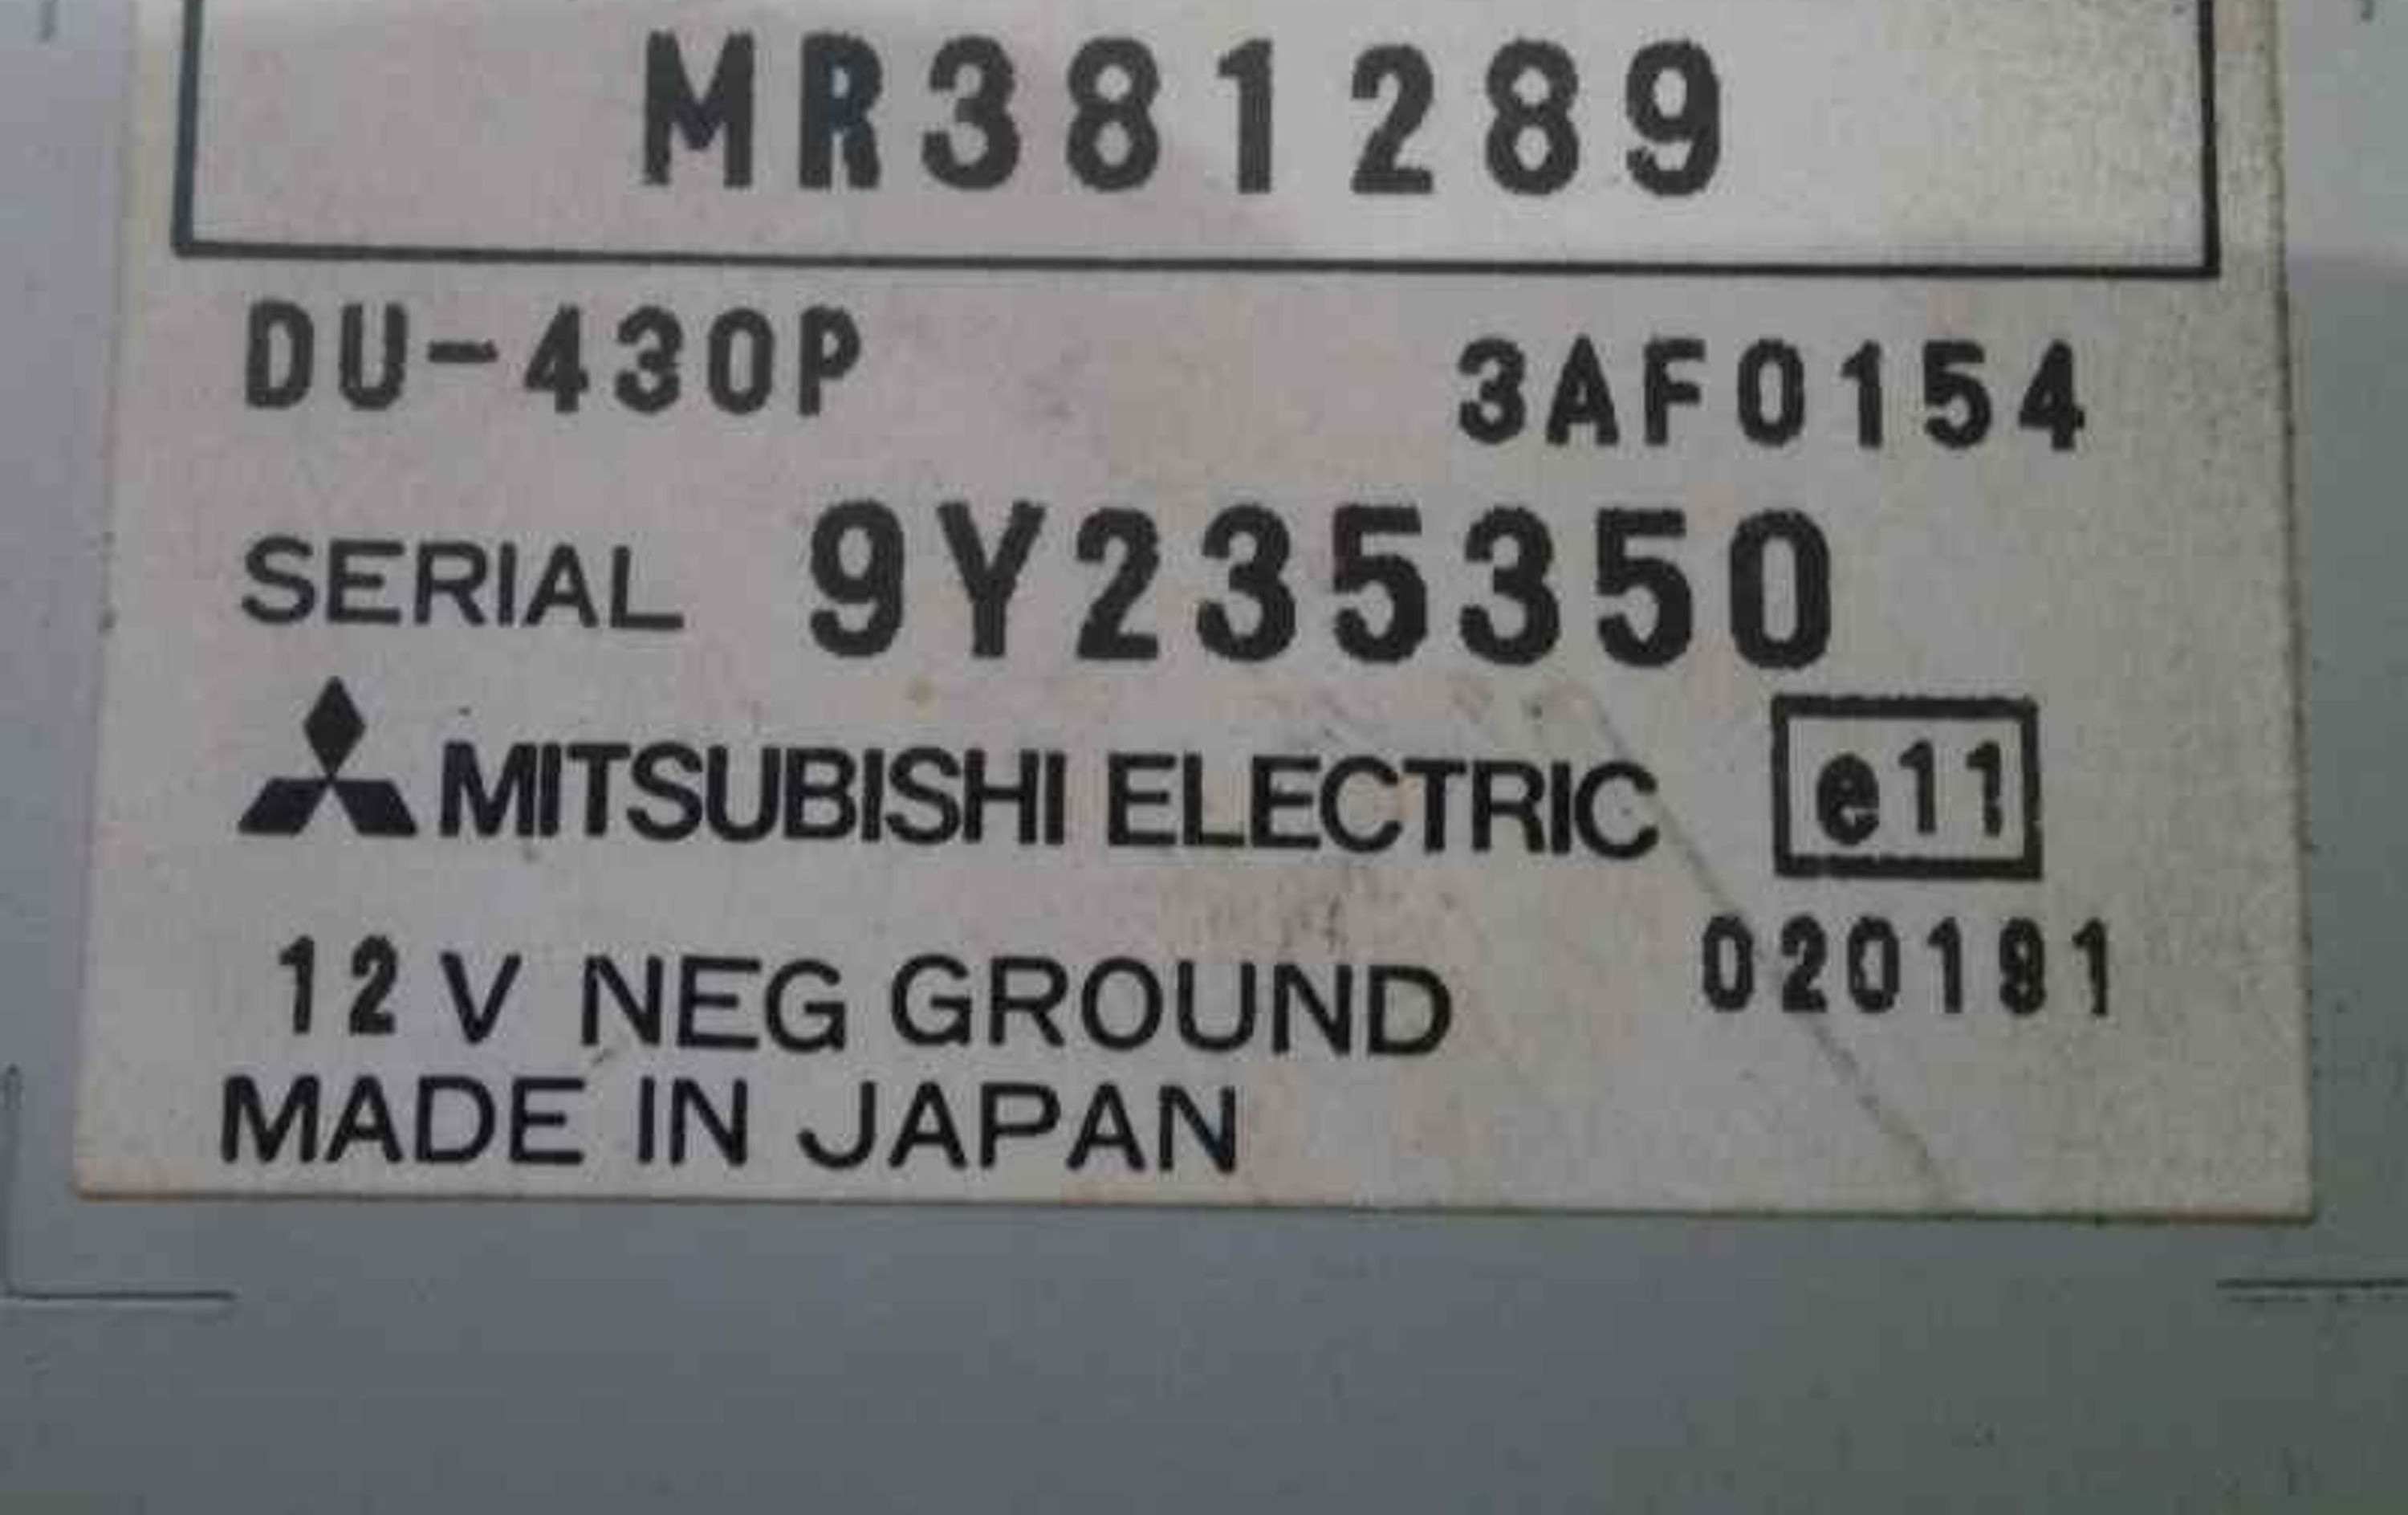 MR381289
DU-430P 3AF0154
SERIAL 9Y235350
MITSUBISHI ELECTRIC e11
12 V NEG GROUND 020191
MADE IN JAPAN